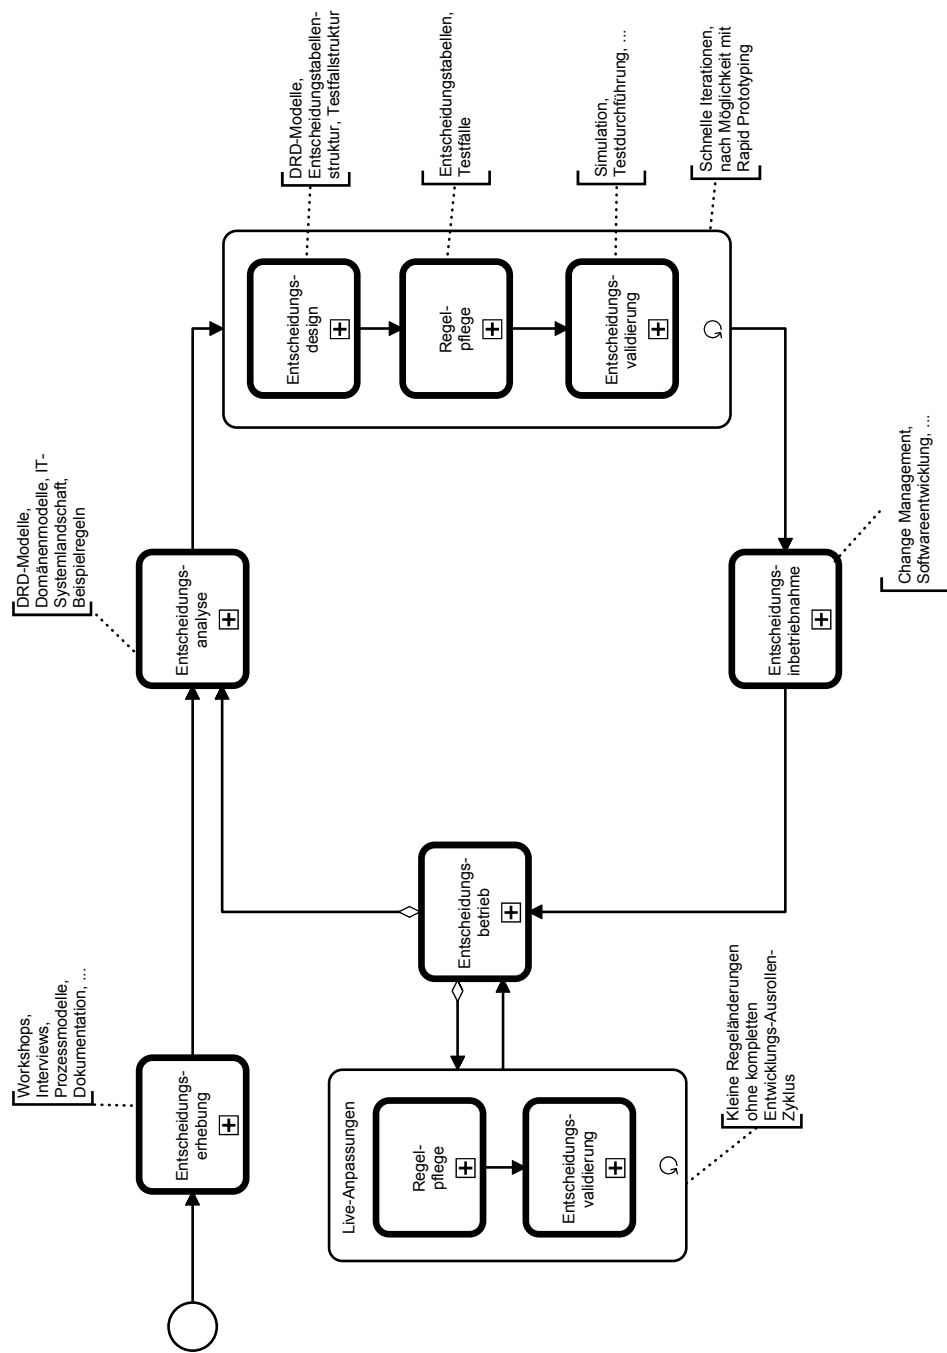 Workshops,
Interviews,
Prozessmodelle,
Dokumentation, ...
Entscheidungs-
erhebung
DRD-Modelle,
Domänenmodelle, IT-
Systemlandschaft,
Beispielregeln
Entscheidungs-
analyse
DRD-Modelle,
Entscheidungstabellen-
struktur, Testfallstruktur
Entscheidungs-
design
Entscheidungstabellen,
Testfälle
Regel-
pflege
Simulation,
Testdurchführung, ...
Entscheidungs-
validierung
Schnelle Iterationen,
nach Möglichkeit mit
Rapid Prototyping
Live-Anpassungen
Regel-
pflege
Entscheidungs-
validierung
Entscheidungs-
betrieb
Kleine Regeländerungen
ohne kompletten
Entwicklungs-Ausrollen-
Zyklus
Entscheidungs-
inbetriebnahme
Change Management,
Softwareentwicklung, ...